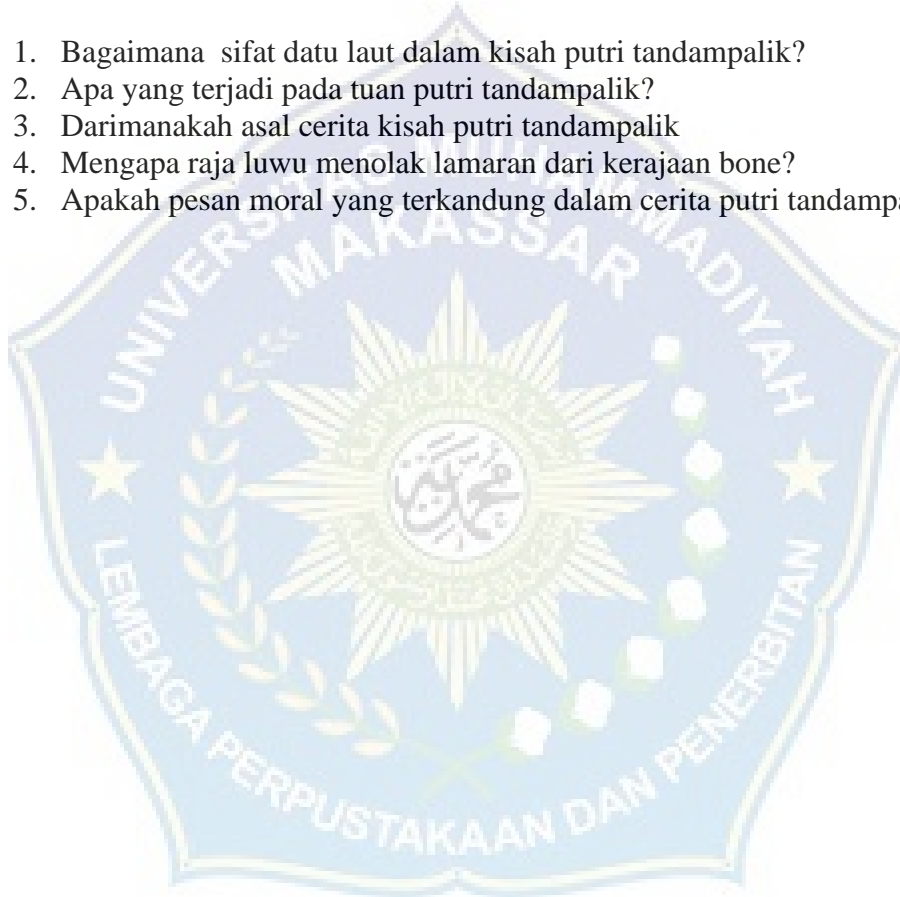 1. Bagaimana sifat datu laut dalam kisah putri tandampalik?
2. Apa yang terjadi pada tuan putri tandampalik?
3. Darimanakah asal cerita kisah putri tandampalik
4. Mengapa raja luwu menolak lamaran dari kerajaan bone?
5. Apakah pesan moral yang terkandung dalam cerita putri
UNIVERSITAS MUHAMMADIYAH
MAKASSAR
LEMBAGA PERPUSTAKAAN DAN PENERBITAN